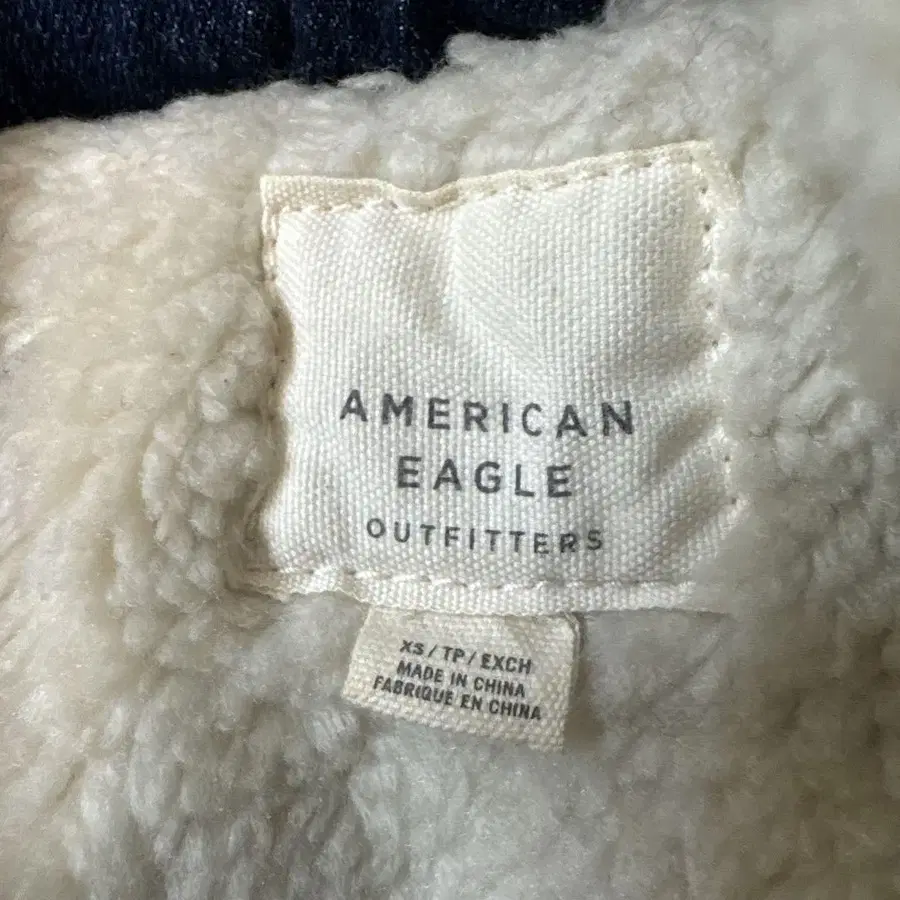 AMERICAN
EAGLE
OUTFITTERS
XS / TP / EXCH
MADE IN CHINA
FABRIQUE EN CHINA